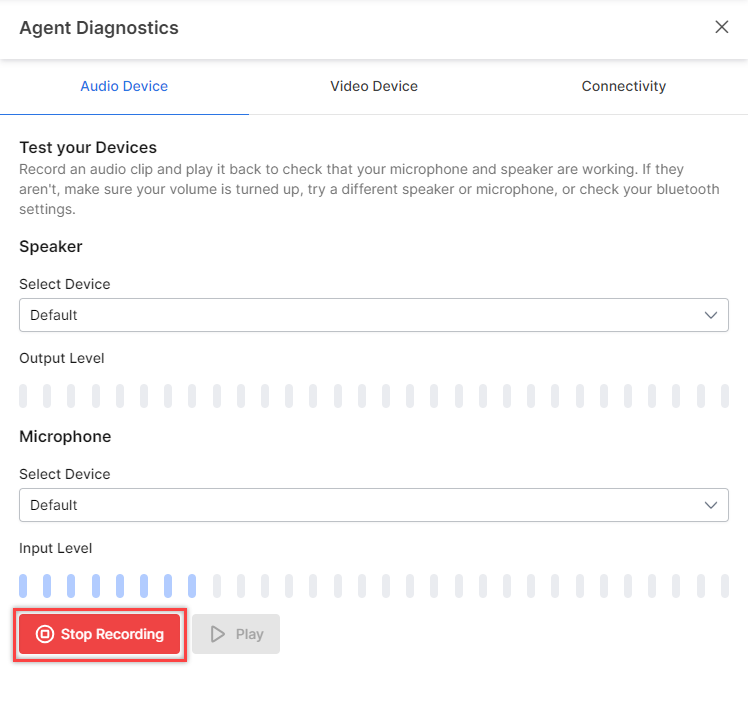 Agent Diagnostics
Audio Device
Video Device
Connectivity
Test your Devices
Record an audio clip and play it back to check that your microphone and speaker are working. If they
aren't, make sure your volume is turned up, try a different speaker or microphone, or check your bluetooth
settings.
Speaker
Select Device
Default
Output Level
Microphone
Select Device
Default
Input Level
Stop Recording
Play